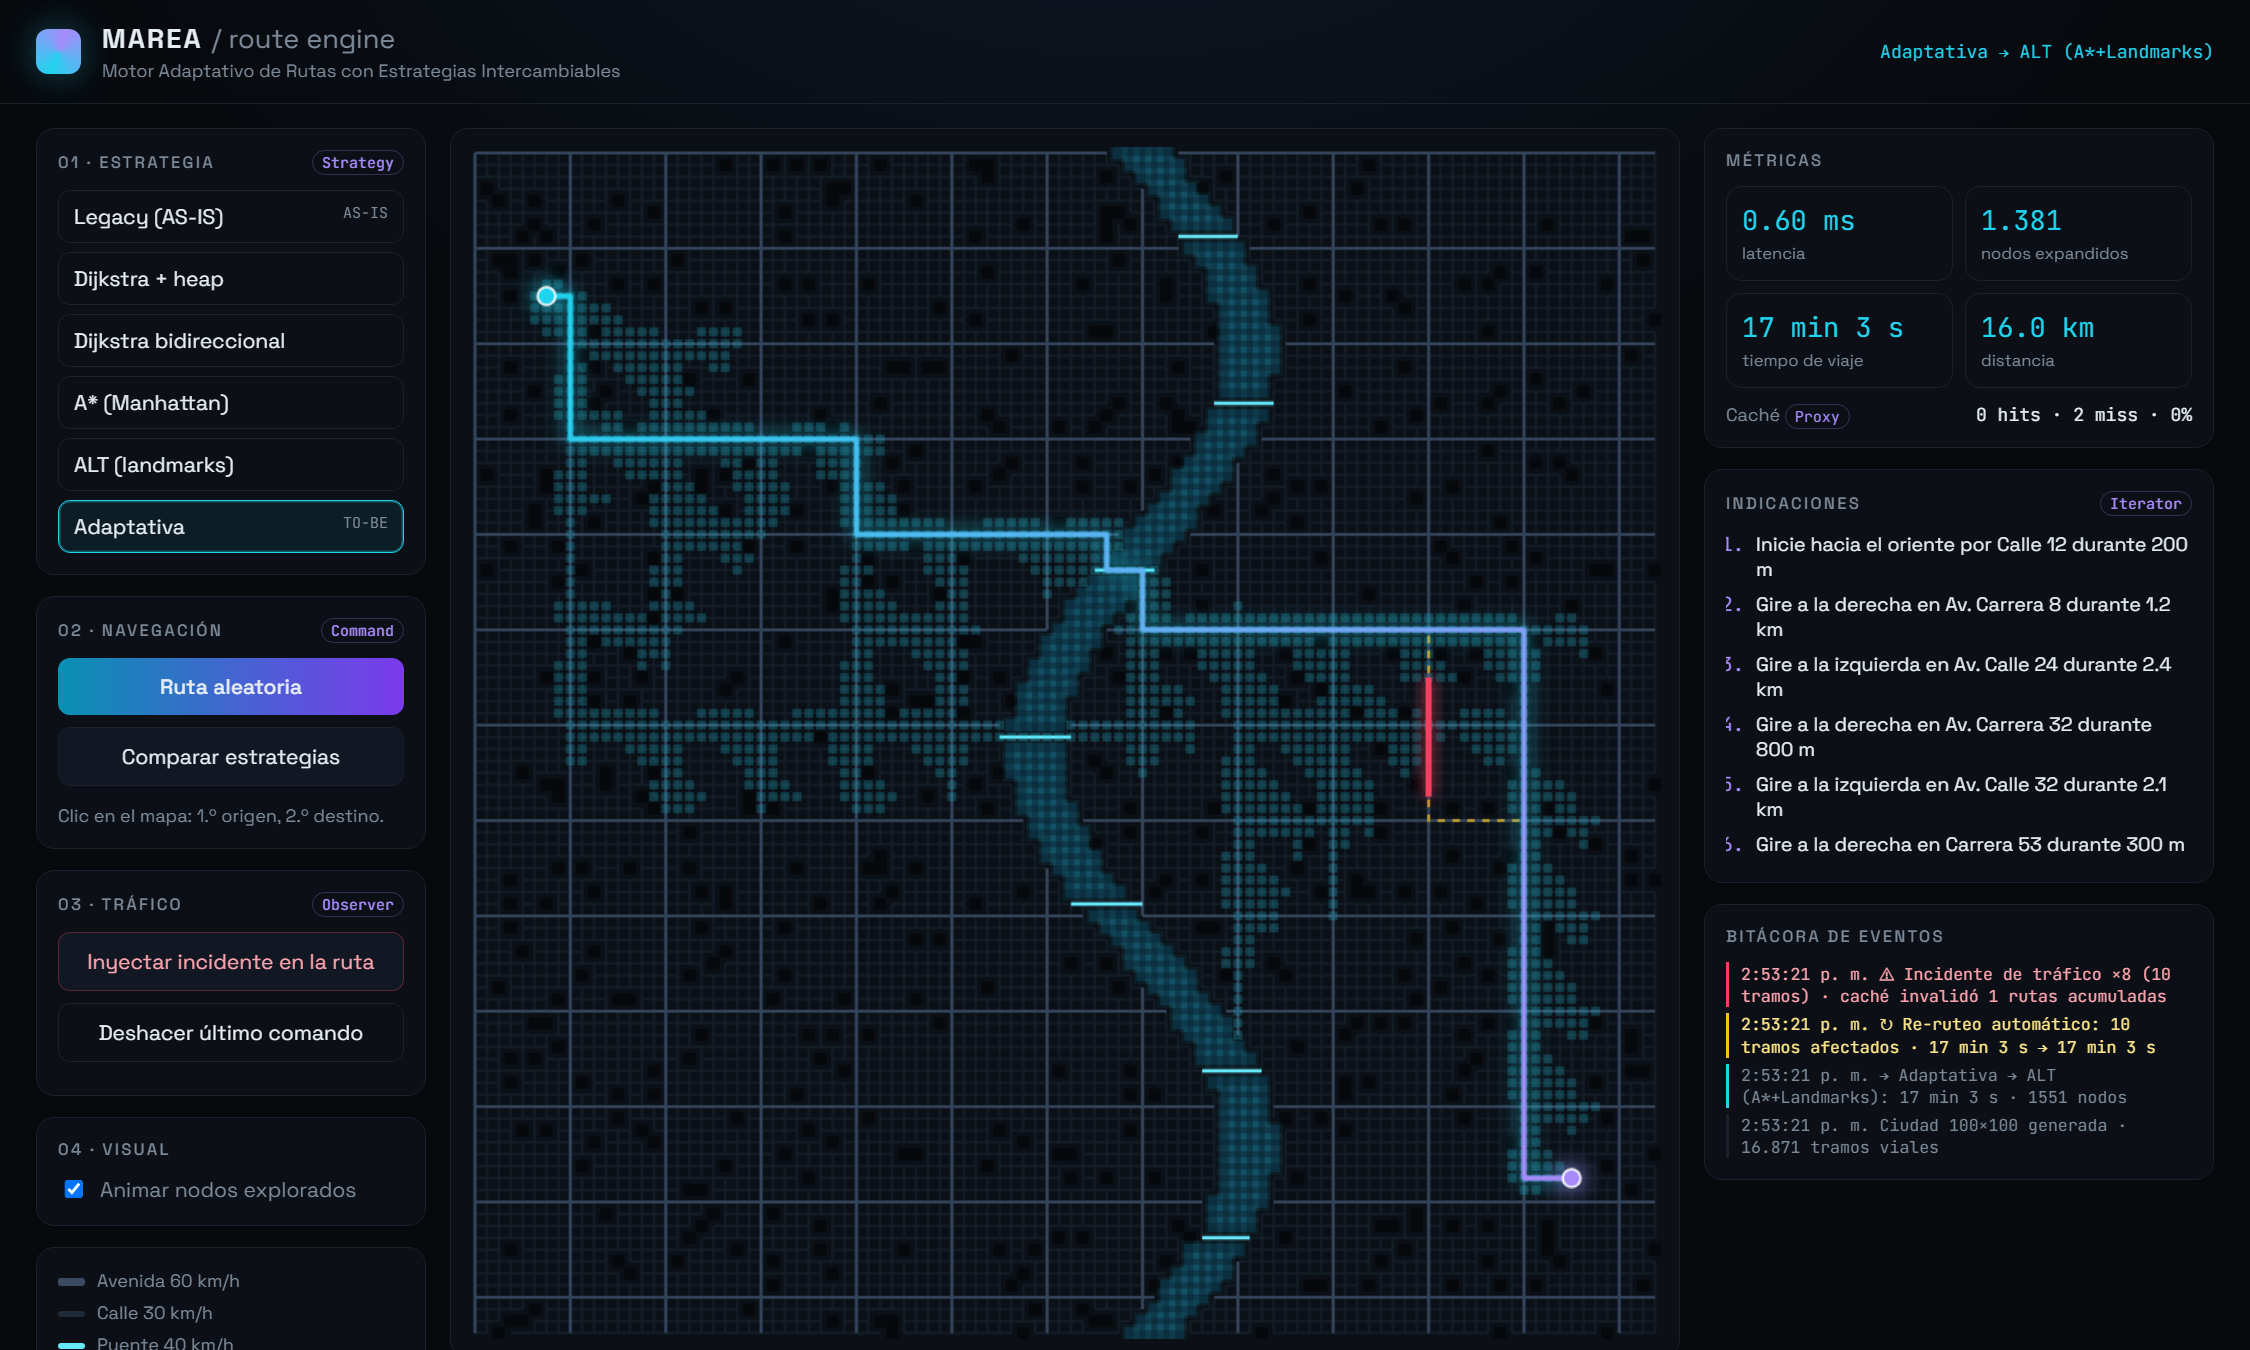 MAREA / route engine
Motor Adaptativo de Rutas con Estrategias Intercambiables
Adaptativa → ALT (A*+Landmarks)
01 · ESTRATEGIA
Strategy
Legacy (AS-IS)
AS-IS
Dijkstra + heap
Dijkstra bidireccional
A* (Manhattan)
ALT (landmarks)
Adaptativa
TO-BE
02 · NAVEGACIÓN
Command
Ruta aleatoria
Comparar estrategias
Clic en el mapa: 1.º origen, 2.º destino.
03 · TRÁFICO
Observer
Inyectar incidente en la ruta
Deshacer último comando
04 · VISUAL
Animar nodos explorados
Avenida 60 km/h
Calle 30 km/h
Puente 40 km/h
MÉTRICAS
0.60 ms
latencia
1.381
nodos expandidos
17 min 3 s
tiempo de viaje
16.0 km
distancia
Caché Proxy
0 hits · 2 miss · 0%
INDICACIONES
Iterator
1. Inicie hacia el oriente por Calle 12 durante 200
m
2. Gire a la derecha en Av. Carrera 8 durante 1.2
km
3. Gire a la izquierda en Av. Calle 24 durante 2.4
km
4. Gire a la derecha en Av. Carrera 32 durante
800 m
5. Gire a la izquierda en Av. Calle 32 durante 2.1
km
6. Gire a la derecha en Carrera 53 durante 300 m
BITÁCORA DE EVENTOS
2:53:21 p. m. ⚠ Incidente de tráfico ×8 (10
tramos) · caché invalidó 1 rutas acumuladas
2:53:21 p. m. ↻ Re-ruteo automático: 10
tramos afectados · 17 min 3 s → 17 min 3 s
2:53:21 p. m. → Adaptativa → ALT
(A*+Landmarks): 17 min 3 s · 1551 nodos
2:53:21 p. m. Ciudad 100×100 generada ·
16.871 tramos viales